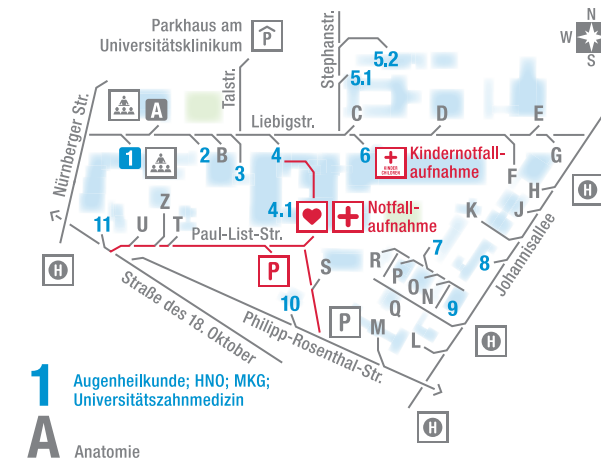 Parkhaus am
Universitätsklinikum
P
N
W
S
Stephanstr.
5.2
5.1
Talstr.
Nürnberger Str.
A
C
D
E
Liebigstr.
1
2
B
3
4
6
KINDER
CHILDREN
Kindernotfall-
aufnahme
G
F
H
H
J
K
4.1
Notfall-
aufnahme
Z
11
U
T
Paul-List-Str.
Johannisallee
H
P
S
R
P
O
N
7
8
9
Q
10
P
M
L
H
H
Straße des 18. Oktober
Philipp-Rosenthal-Str.
1
Augenheilkunde; HNO; MKG;
Universitätszahnmedizin
A
Anatomie